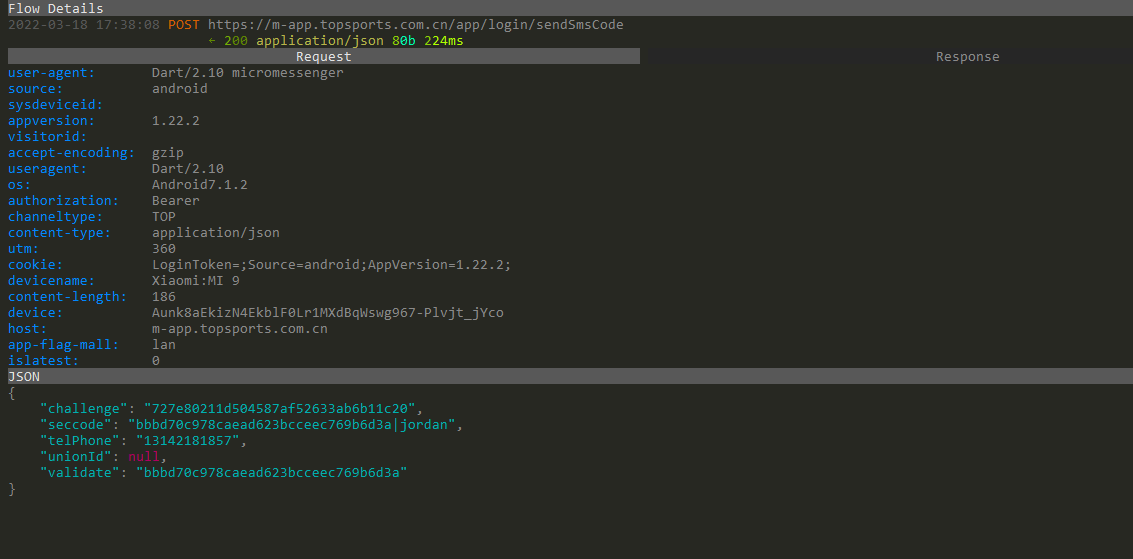 Flow Details
2022-03-18 17:38:08 POST https://m-app.topsports.com.cn/app/login/sendSmsCode
← 200 application/json 80b 224ms
Request Response
user-agent: Dart/2.10 micromessenger
source: android
sysdeviceid:
appversion: 1.22.2
visitorid:
accept-encoding: gzip
useragent: Dart/2.10
os: Android7.1.2
authorization: Bearer
channeltype: TOP
content-type: application/json
utm: 360
cookie: LoginToken=;Source=android;AppVersion=1.22.2;
devicename: Xiaomi:MI 9
content-length: 186
device: Aunk8aEkizN4EkblF0Lr1MXdBqWswg967-Plvjt_jYco
host: m-app.topsports.com.cn
app-flag-mall: lan
islatest: 0
JSON
{
"challenge": "727e80211d504587af52633ab6b11c20",
"seccode": "bbbd70c978caead623bcceec769b6d3a|jordan",
"telPhone": "13142181857",
"unionId": null,
"validate": "bbbd70c978caead623bcceec769b6d3a"
}